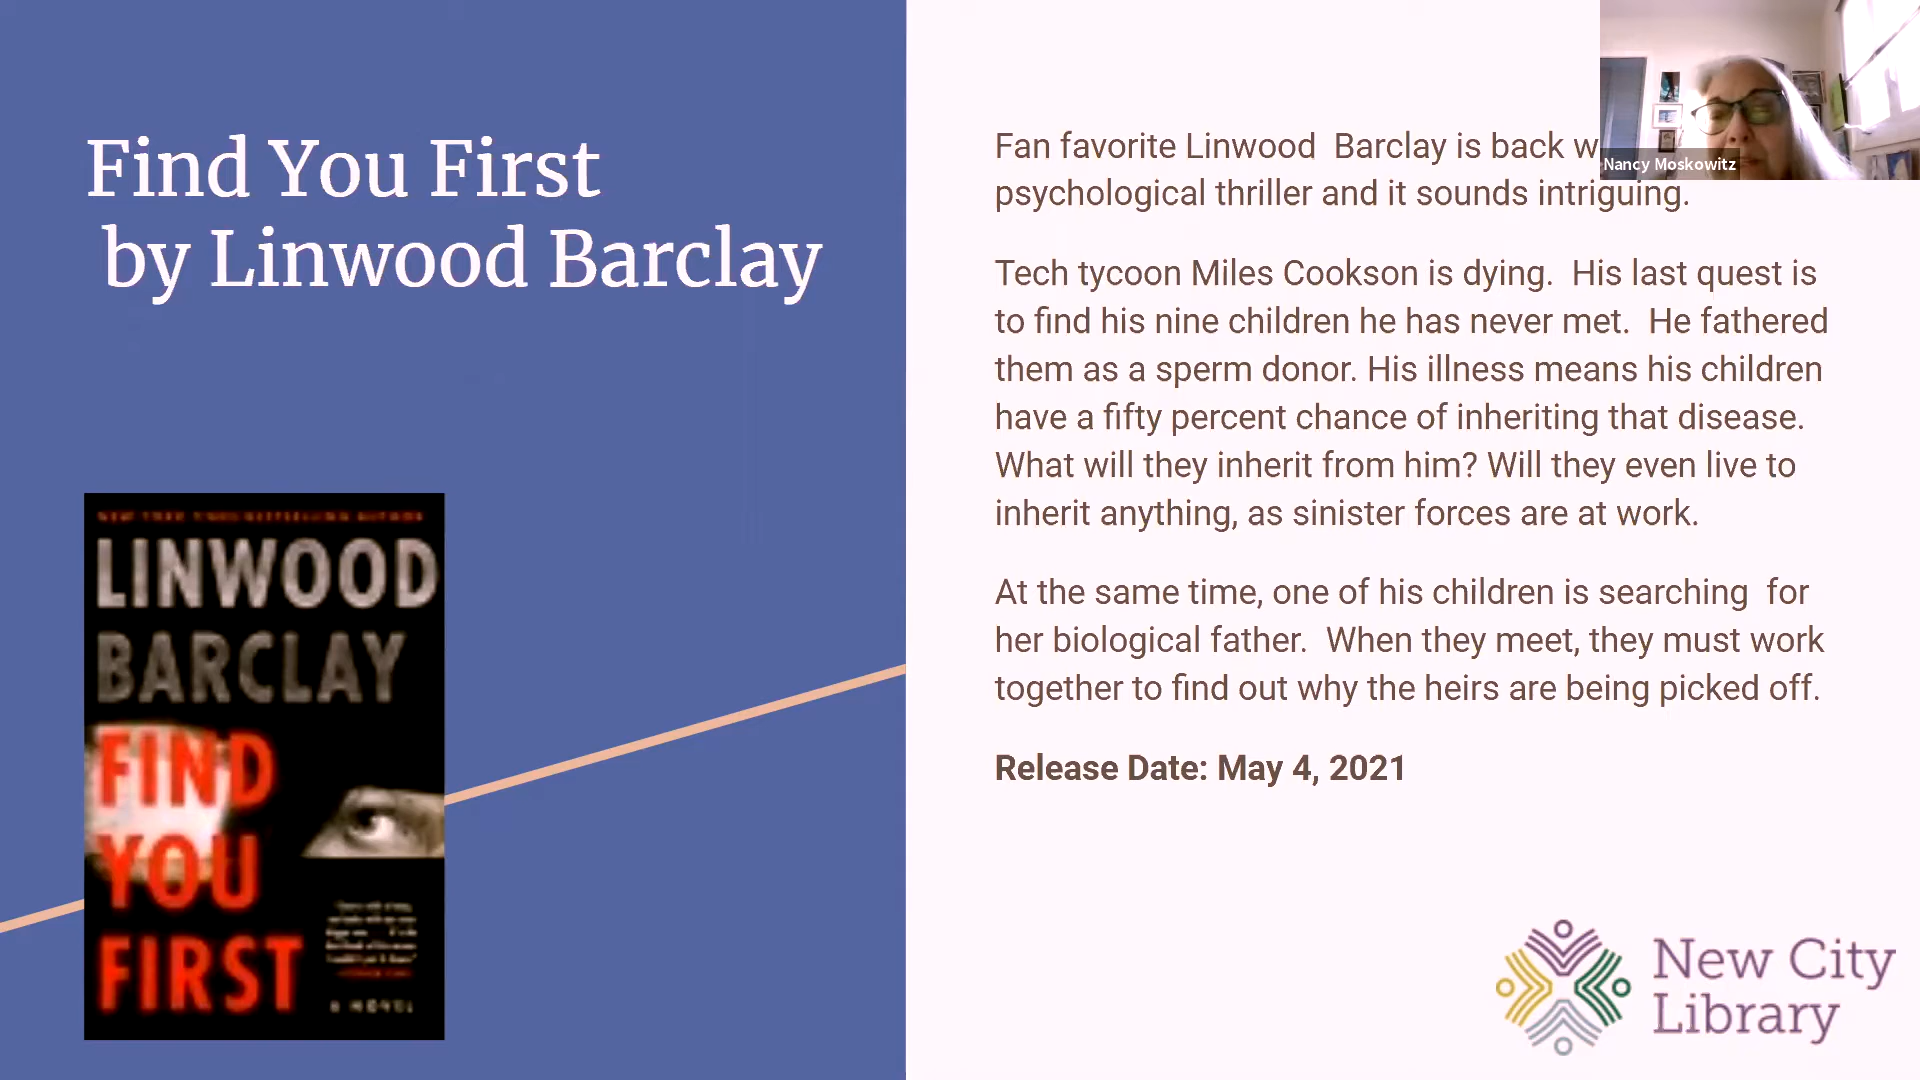 Find You First
by Linwood Barclay
Fan favorite Linwood Barclay is back w
psychological thriller and it sounds intriguing.
Tech tycoon Miles Cookson is dying. His last quest is
to find his nine children he has never met. He fathered
them as a sperm donor. His illness means his children
have a fifty percent chance of inheriting that disease.
What will they inherit from him? Will they even live to
inherit anything, as sinister forces are at work.
At the same time, one of his children is searching for
her biological father. When they meet, they must work
together to find out why the heirs are being picked off.
Release Date: May 4, 2021
Nancy Moskowitz
NEW YORK TIMES BESTSELLING AUTHOR
LINWOOD
BARCLAY
FIND
YOU
FIRST
A NOVEL
New City
Library